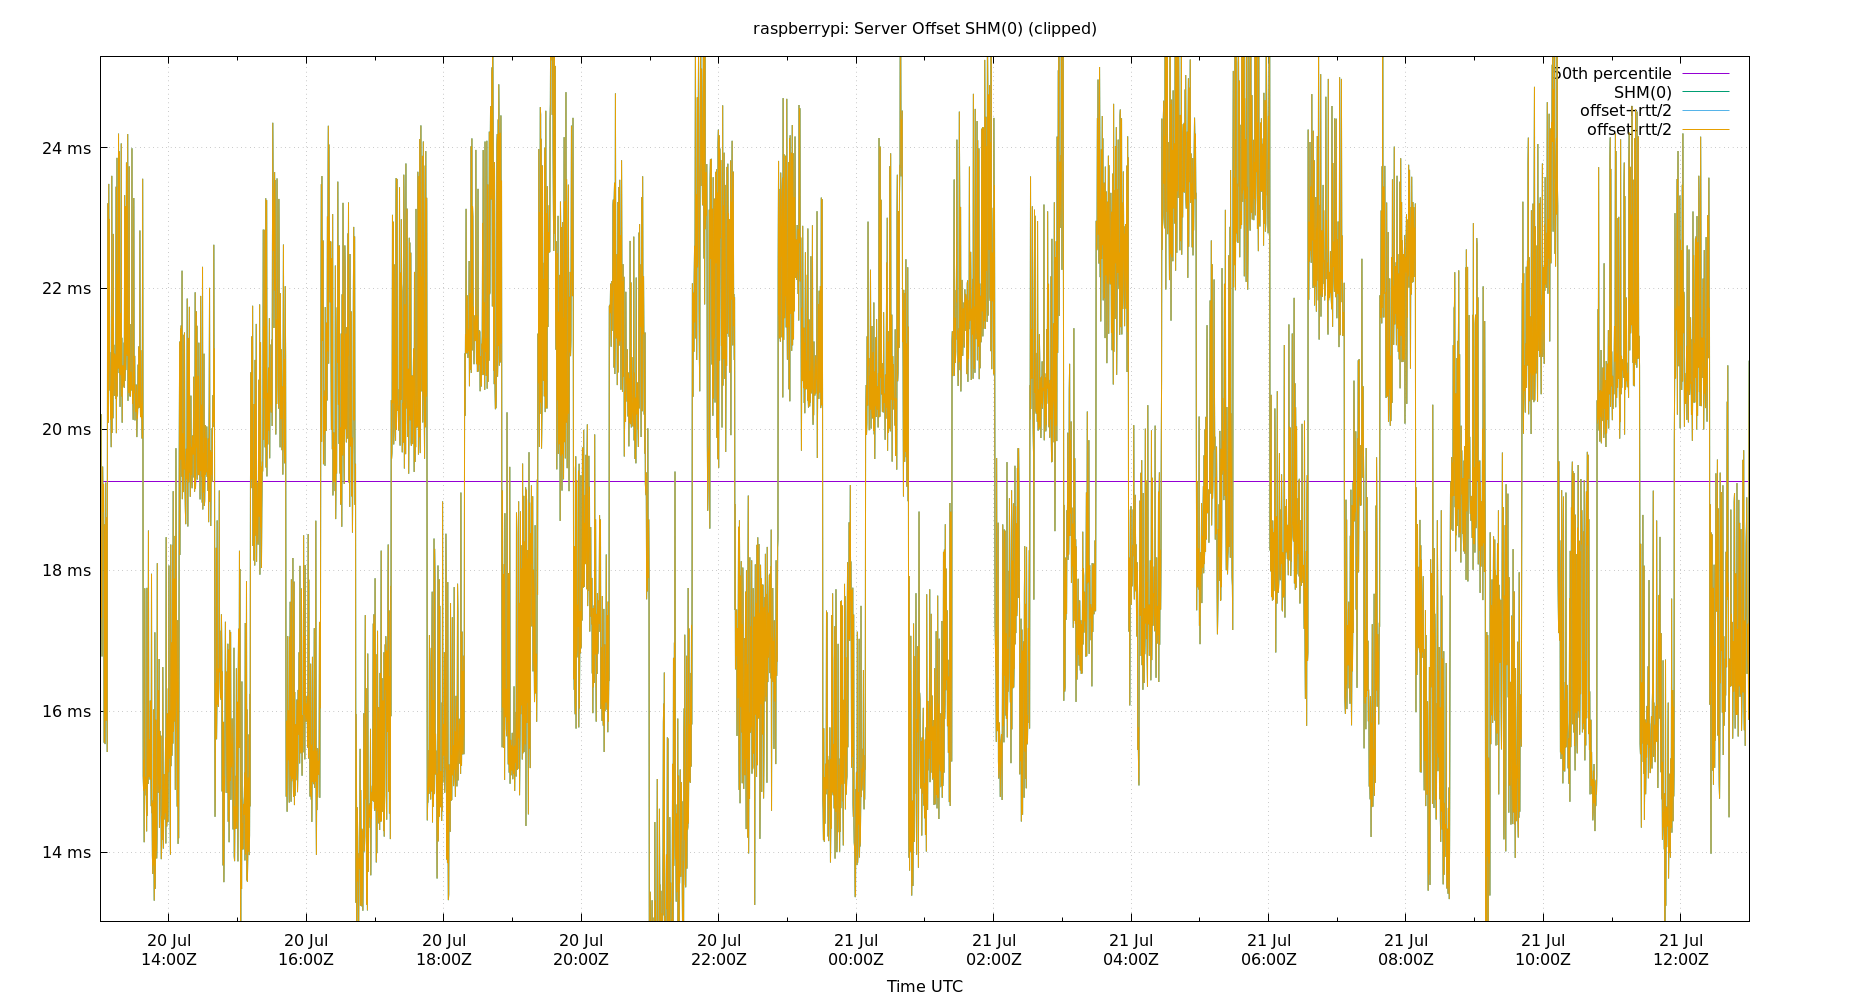 raspberrypi: Server Offset SHM(0) (clipped)
50th percentile
SHM(0)
offset+rtt/2
offset-rtt/2
24 ms
22 ms
20 ms
18 ms
16 ms
14 ms
20 Jul
14:00Z
20 Jul
16:00Z
20 Jul
18:00Z
20 Jul
20:00Z
20 Jul
22:00Z
21 Jul
00:00Z
21 Jul
02:00Z
21 Jul
04:00Z
21 Jul
06:00Z
21 Jul
08:00Z
21 Jul
10:00Z
21 Jul
12:00Z
Time UTC